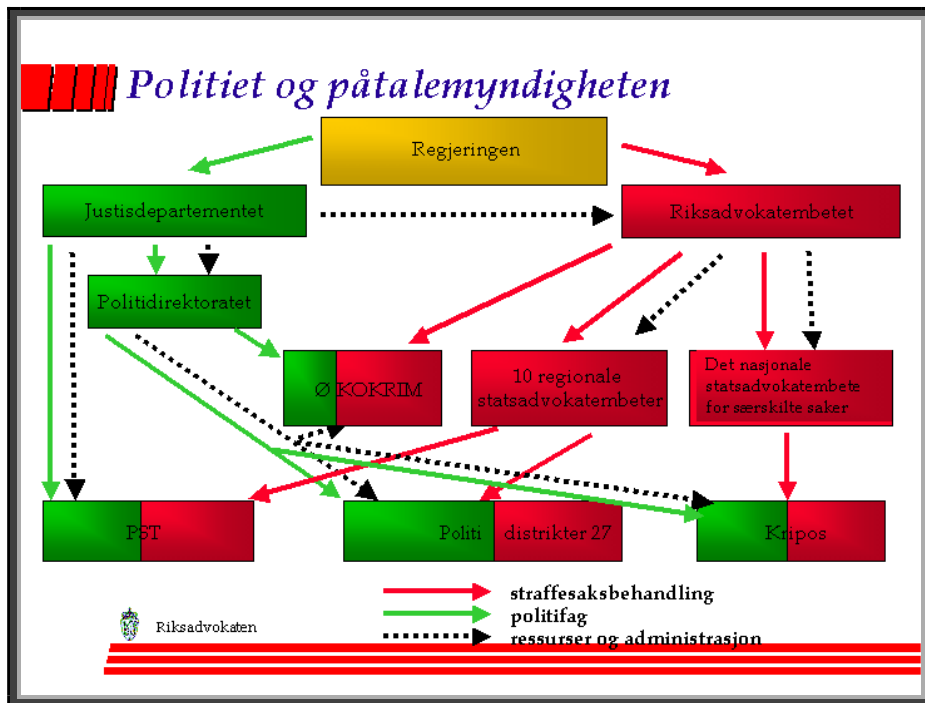 Politiet og påtalemyndigheten
Regjeringen
Justisdepartementet
Riksadvokatembetet
Politidirektoratet
Ø KOKRIM
10 regionale
statsadvokatembeter
Det nasjonale
statsadvokatembete
for særskilte saker
PST
Politi distrikter 27
Kripos
straffesaksbehandling
politifag
ressurser og administrasjon
Riksadvokaten